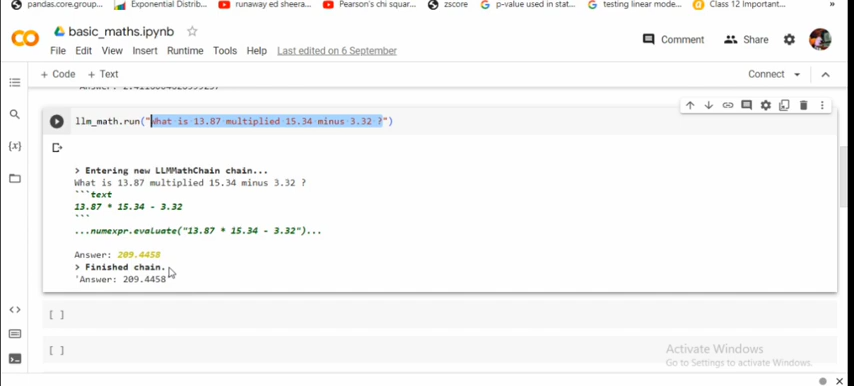 pandas.core.group...
Exponential Distrib...
runaway ed sheera...
Pearson's chi squar...
zscore
p-value used in stat...
testing linear mode...
Class 12 Important...
basic_maths.ipynb
Comment
Share
File Edit View Insert Runtime Tools Help Last edited on 6 September
+ Code + Text
Connect
llm_math.run("What is 13.87 multiplied 15.34 minus 3.32 ?")
> Entering new LLMMathChain chain...
What is 13.87 multiplied 15.34 minus 3.32 ?
```text
13.87 * 15.34 - 3.32
```
...numexpr.evaluate("13.87 * 15.34 - 3.32")...
Answer: 209.4458
> Finished chain.
'Answer: 209.4458'
[ ]
[ ]
Activate Windows
Go to Settings to activate Windows.